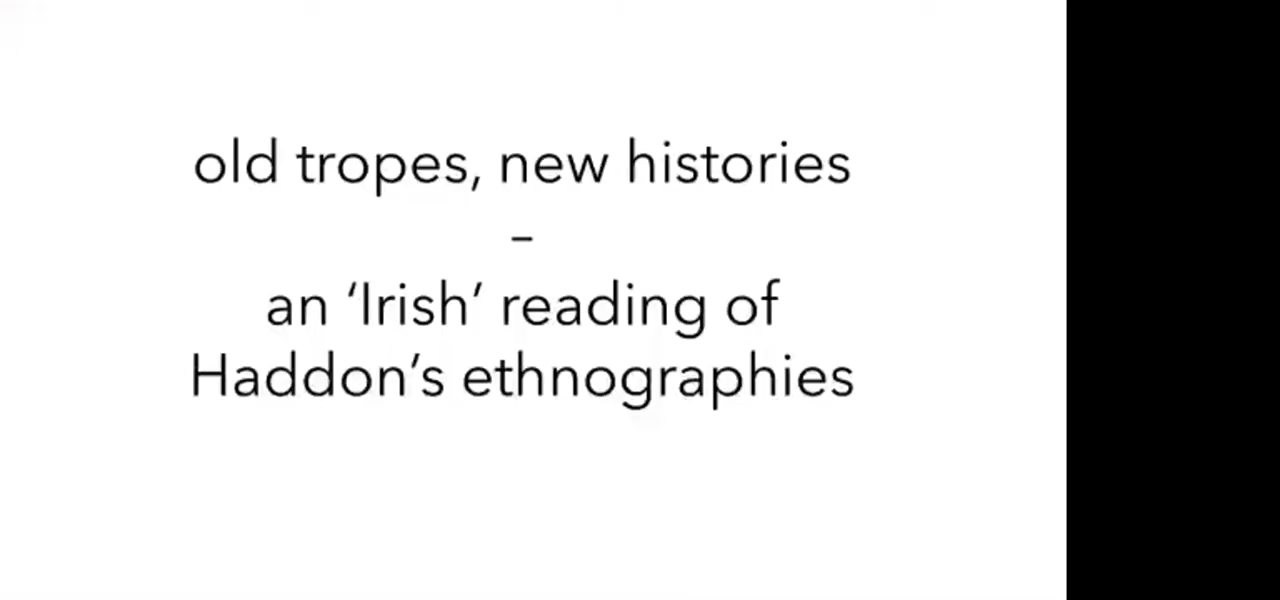 old tropes, new histories
–
an ‘Irish’ reading of
Haddon’s ethnographies